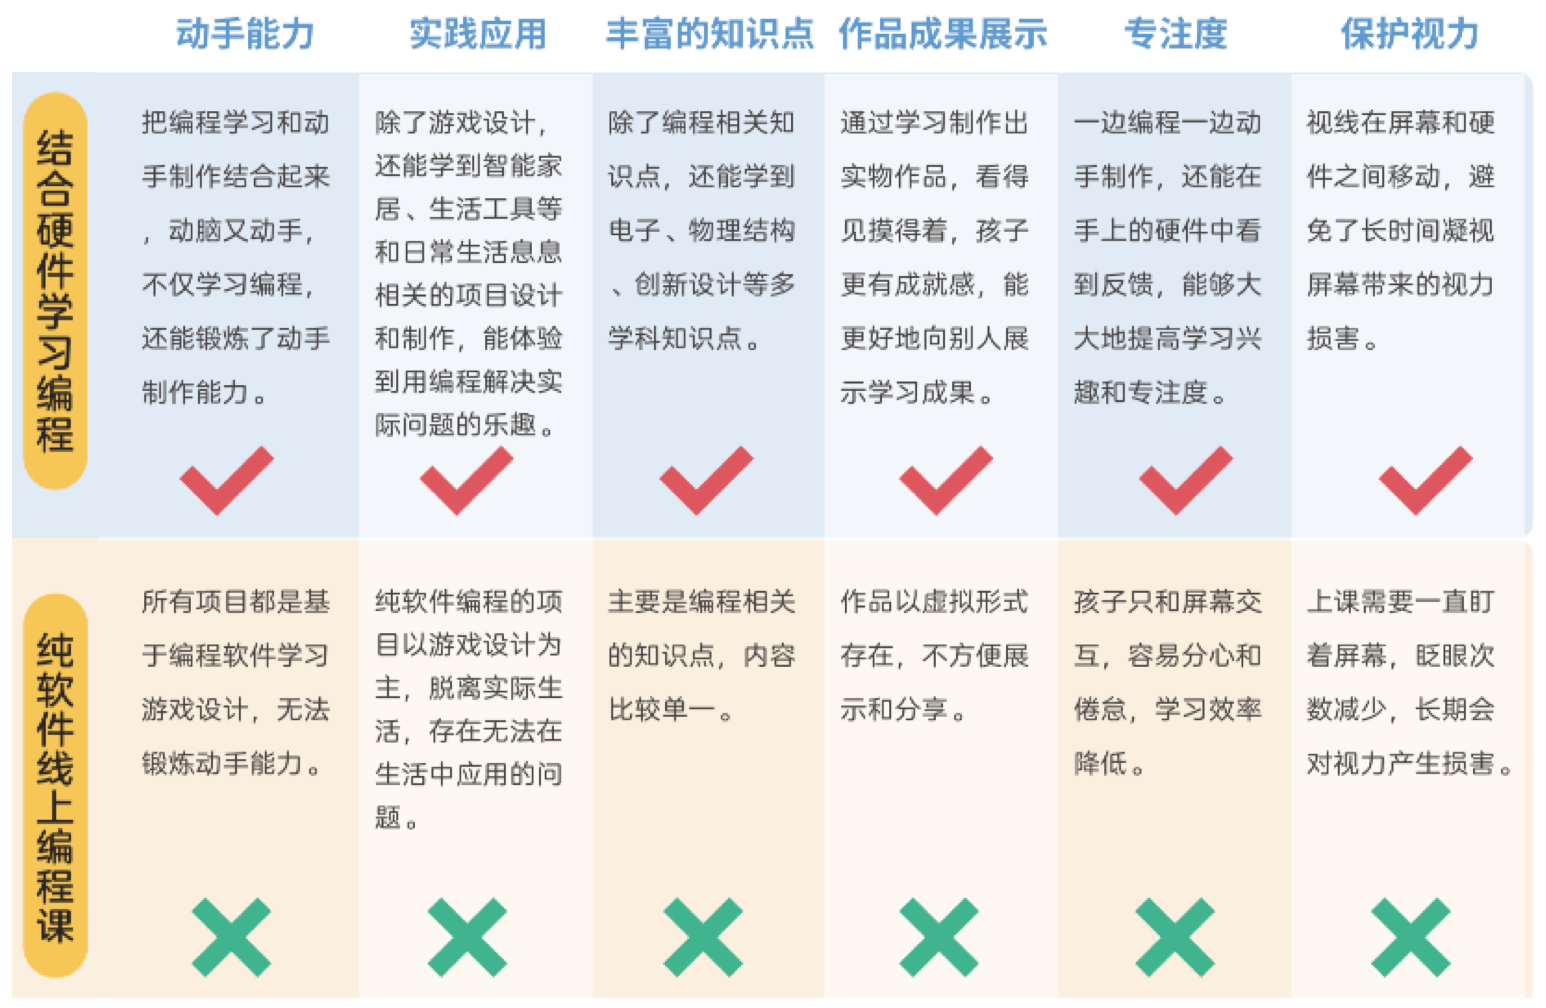 动手能力
实践应用
丰富的知识点
作品成果展示
专注度
保护视力
结合硬件学习编程
把编程学习和动
手制作结合起来
，动脑又动手，
不仅学习编程，
还能锻炼了动手
制作能力。
除了游戏设计，
还能学到智能家
居、生活工具等
和日常生活息息
相关的项目设计
和制作，能体验
到用编程解决实
际问题的乐趣。
除了编程相关知
识点，还能学到
电子、物理结构
、创新设计等多
学科知识点。
通过学习制作出
实物作品，看得
见摸得着，孩子
更有成就感，能
更好地向别人展
示学习成果。
一边编程一边动
手制作，还能在
手上的硬件中看
到反馈，能够大
大地提高学习兴
趣和专注度。
视线在屏幕和硬
件之间移动，避
免了长时间凝视
屏幕带来的视力
损害。
纯软件线上编程课
所有项目都是基
于编程软件学习
游戏设计，无法
锻炼动手能力。
纯软件编程的项
目以游戏设计为
主，脱离实际生
活，存在无法在
生活中应用的问
题。
主要是编程相关
的知识点，内容
比较单一。
作品以虚拟形式
存在，不方便展
示和分享。
孩子只和屏幕交
互，容易分心和
倦怠，学习效率
降低。
上课需要一直盯
着屏幕，眨眼次
数减少，长期会
对视力产生损害。